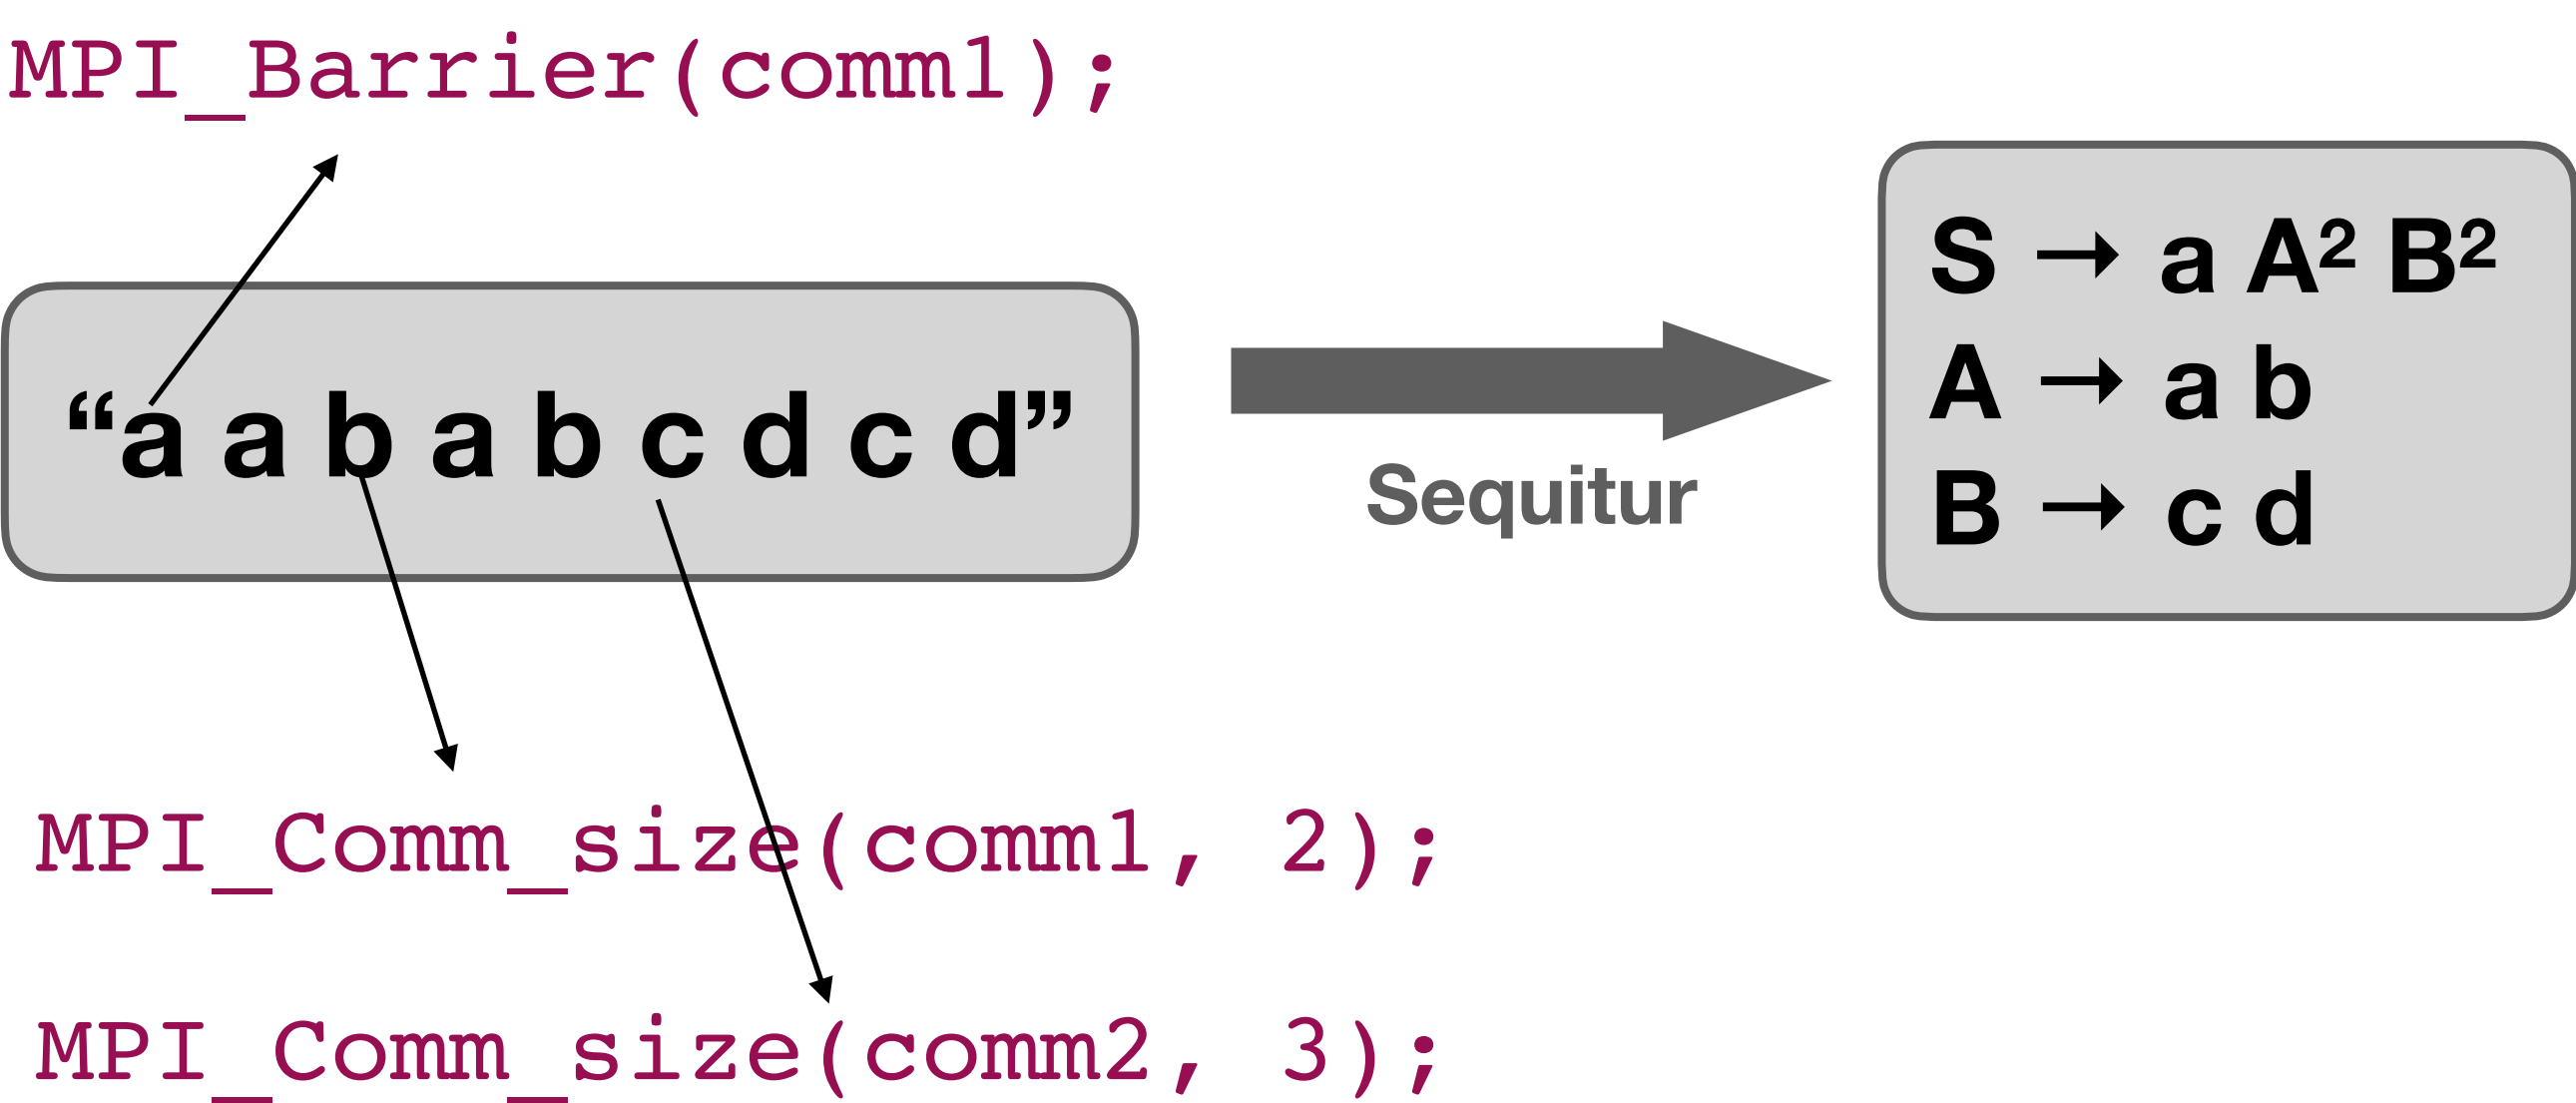 MPI_Barrier(comm1);
“a a b a b c d c d”
Sequitur
S → a A² B²
A → a b
B → c d
MPI_Comm_size(comm1, 2);
MPI_Comm_size(comm2, 3);